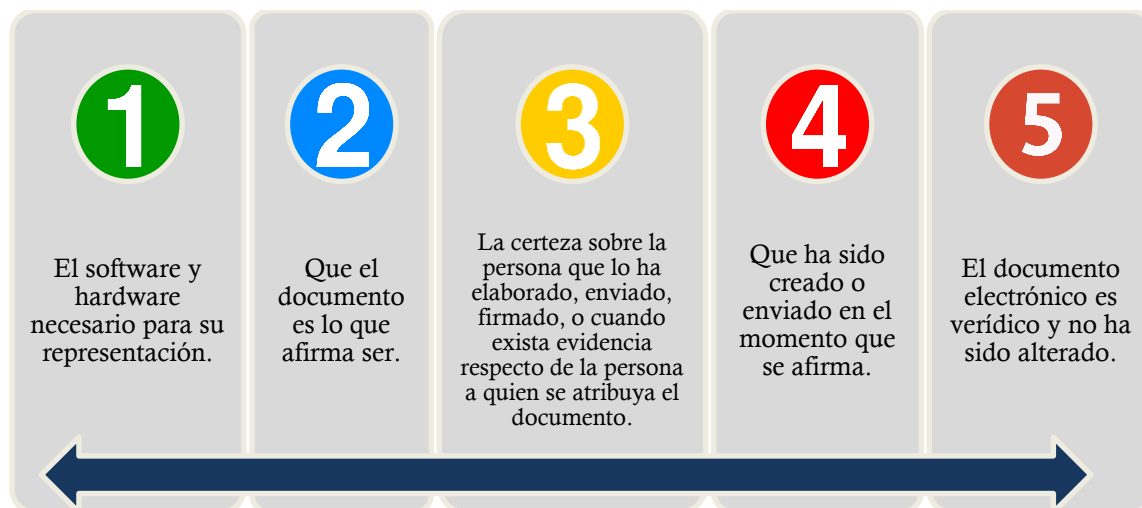 1
El software y
hardware
necesario para su
representación.
2
Que el
documento
es lo que
afirma ser.
3
La certeza sobre la
persona que lo ha
elaborado, enviado,
firmado, o cuando
exista evidencia
respecto de la persona
a quien se atribuya el
documento.
4
Que ha sido
creado o
enviado en el
momento que
se afirma.
5
El documento
electrónico es
verídico y no ha
sido alterado.